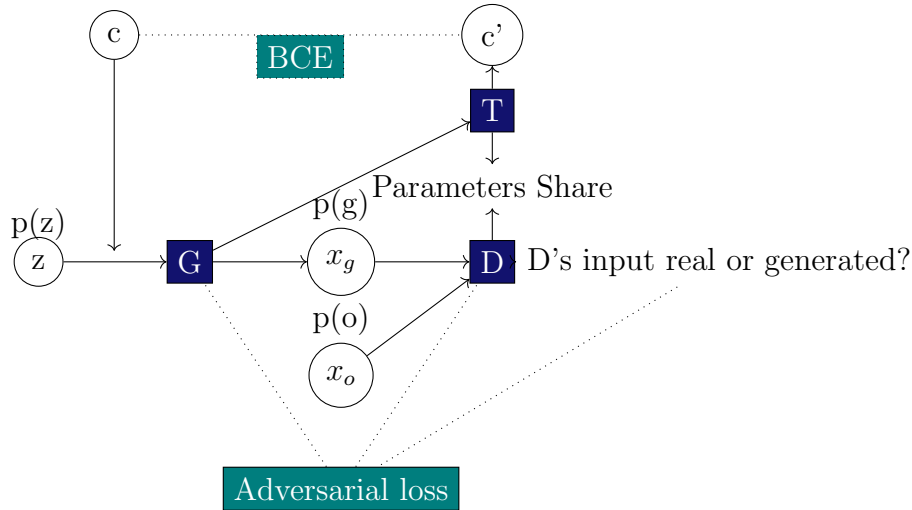 c
c'
BCE
T
Parameters Share
p(z)
p(g)
z
G
x_g
D
D's input real or generated?
p(o)
x_o
Adversarial loss